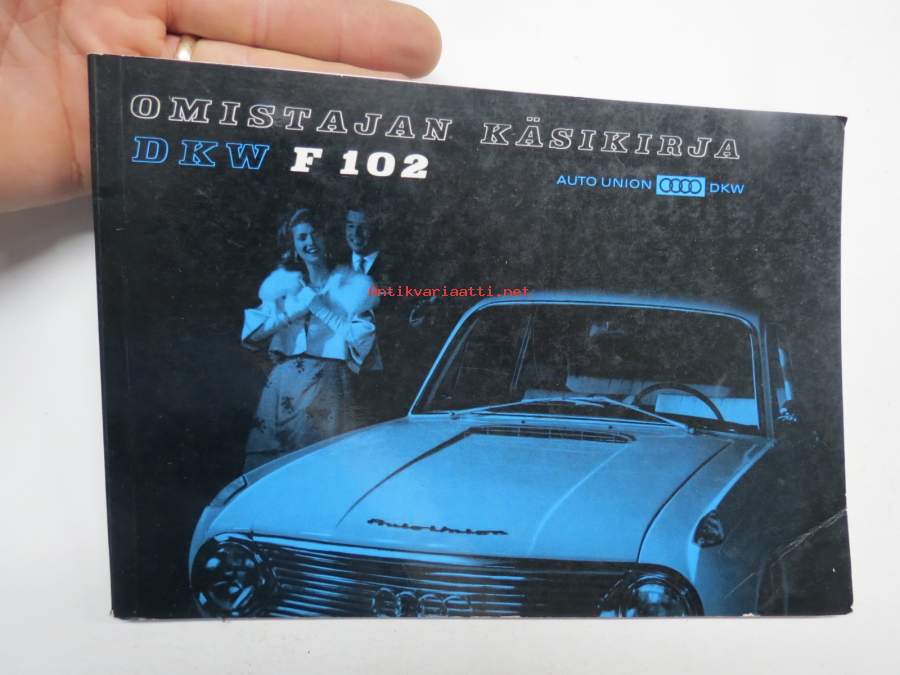 OMISTAJAN KÄSIKIRJA
DKW F 102
AUTO UNION DKW
antikvariaatti.net
Auto Union